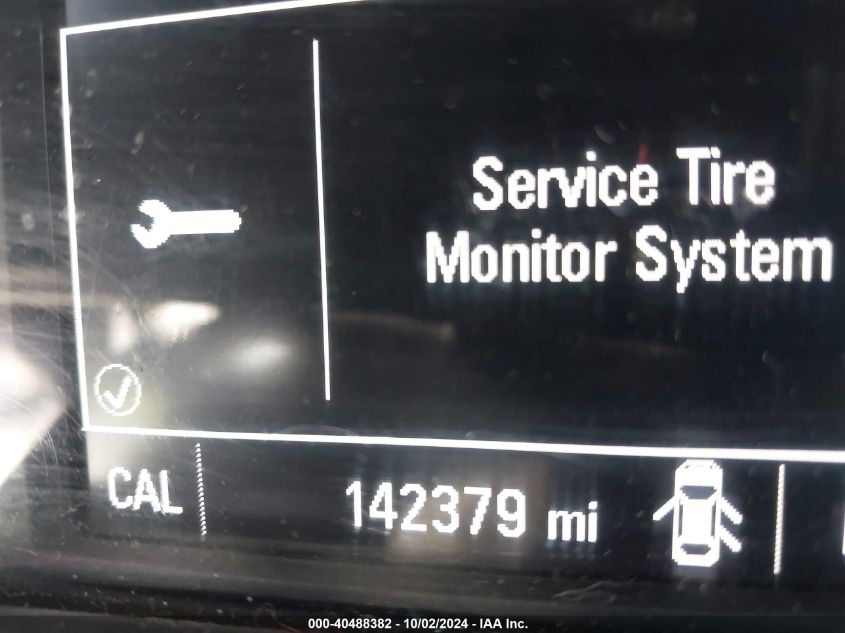 Service Tire
Monitor System
CAL
142379 mi
000-40488382 - 10/02/2024 - IAA Inc.